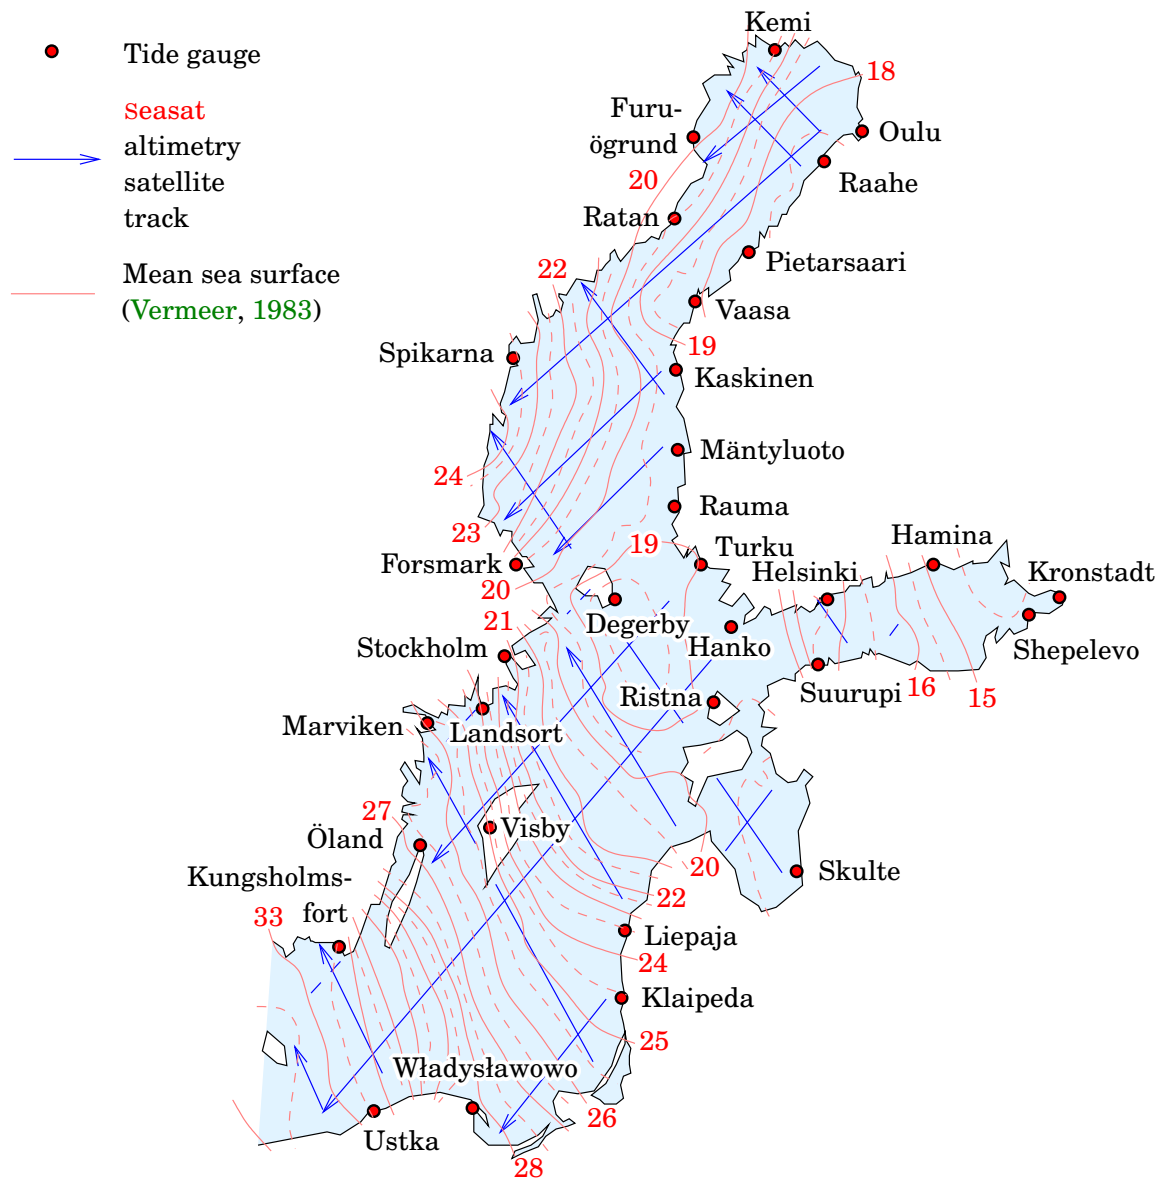 Tide gauge
Seasat
altimetry
satellite
track
Mean sea surface
(Vermeer, 1983)
Kemi
18
Furu-
ögrund
Oulu
20
Raahe
Ratan
22
Pietarsaari
Vaasa
19
Spikarna
Kaskinen
24
Mäntyluoto
Rauma
23
19
Turku
Hamina
Forsmark
Helsinki
Kronstadt
20
21
Degerby
Hanko
Stockholm
Shepelevo
Ristna
Suurupi
16
15
Marviken
Landsort
27
Öland
Visby
20
Skulte
Kungsholms-
fort
22
33
Liepaja
24
Klaipeda
25
Władysławowo
26
Ustka
28